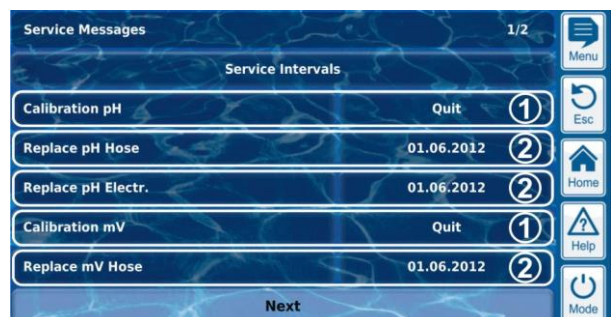 Service Messages 1/2
Service Intervals
Calibration pH Quit 1
Replace pH Hose 01.06.2012 2
Replace pH Electr. 01.06.2012 2
Calibration mV Quit 1
Replace mV Hose 01.06.2012 2
Next
Menu
Esc
Home
?
Help
Mode